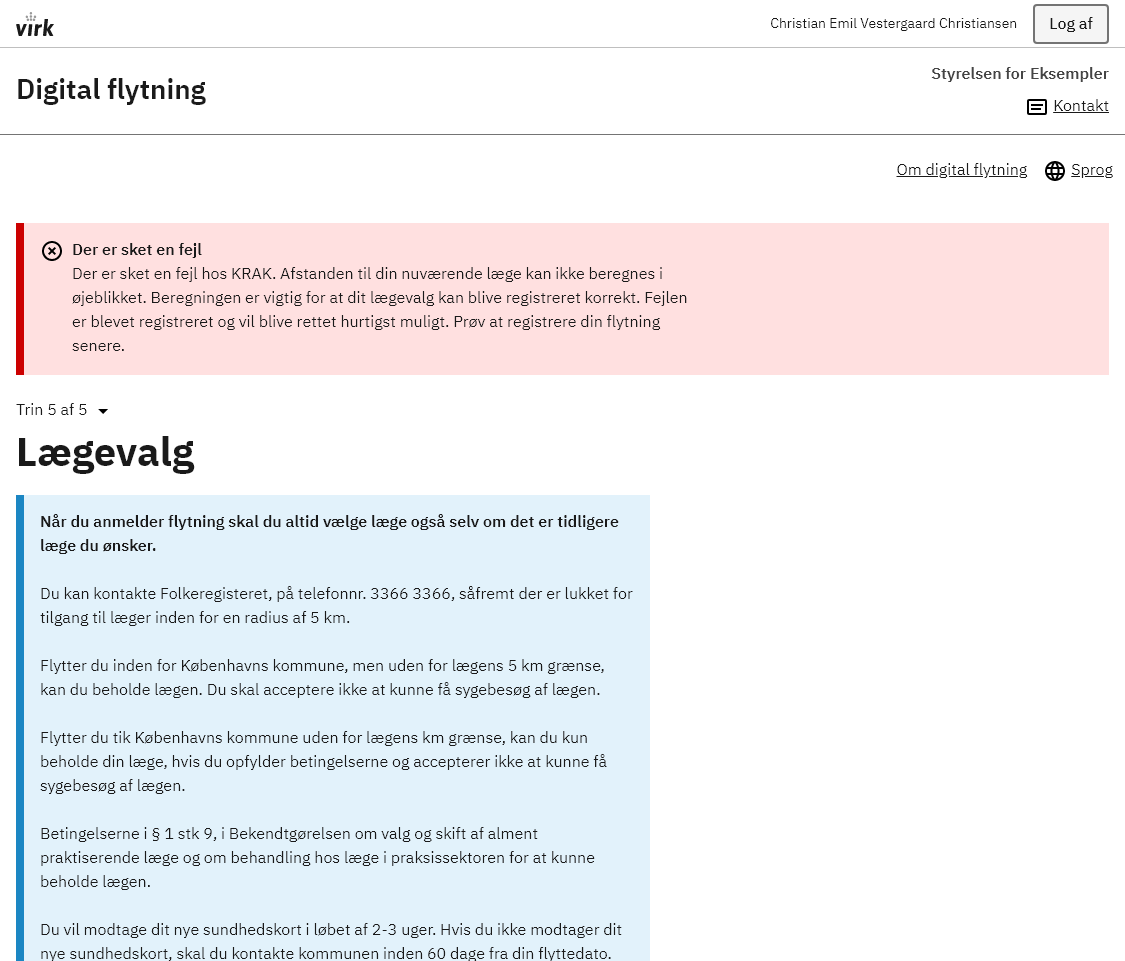 virk
Christian Emil Vestergaard Christiansen
Log af
Digital flytning
Styrelsen for Eksempler
Kontakt
Om digital flytning
Sprog
Der er sket en fejl
Der er sket en fejl hos KRAK. Afstanden til din nuværende læge kan ikke beregnes i
øjeblikket. Beregningen er vigtig for at dit lægevalg kan blive registreret korrekt. Fejlen
er blevet registreret og vil blive rettet hurtigst muligt. Prøv at registrere din flytning
senere.
Trin 5 af 5
Lægevalg
Når du anmelder flytning skal du altid vælge læge også selv om det er tidligere
læge du ønsker.
Du kan kontakte Folkeregisteret, på telefonnr. 3366 3366, såfremt der er lukket for
tilgang til læger inden for en radius af 5 km.
Flytter du inden for Københavns kommune, men uden for lægens 5 km grænse,
kan du beholde lægen. Du skal acceptere ikke at kunne få sygebesøg af lægen.
Flytter du tik Københavns kommune uden for lægens km grænse, kan du kun
beholde din læge, hvis du opfylder betingelserne og accepterer ikke at kunne få
sygebesøg af lægen.
Betingelserne i § 1 stk 9, i Bekendtgørelsen om valg og skift af alment
praktiserende læge og om behandling hos læge i praksissektoren for at kunne
beholde lægen.
Du vil modtage dit nye sundhedskort i løbet af 2-3 uger. Hvis du ikke modtager dit
nye sundhedskort, skal du kontakte kommunen inden 60 dage fra din flyttedato.